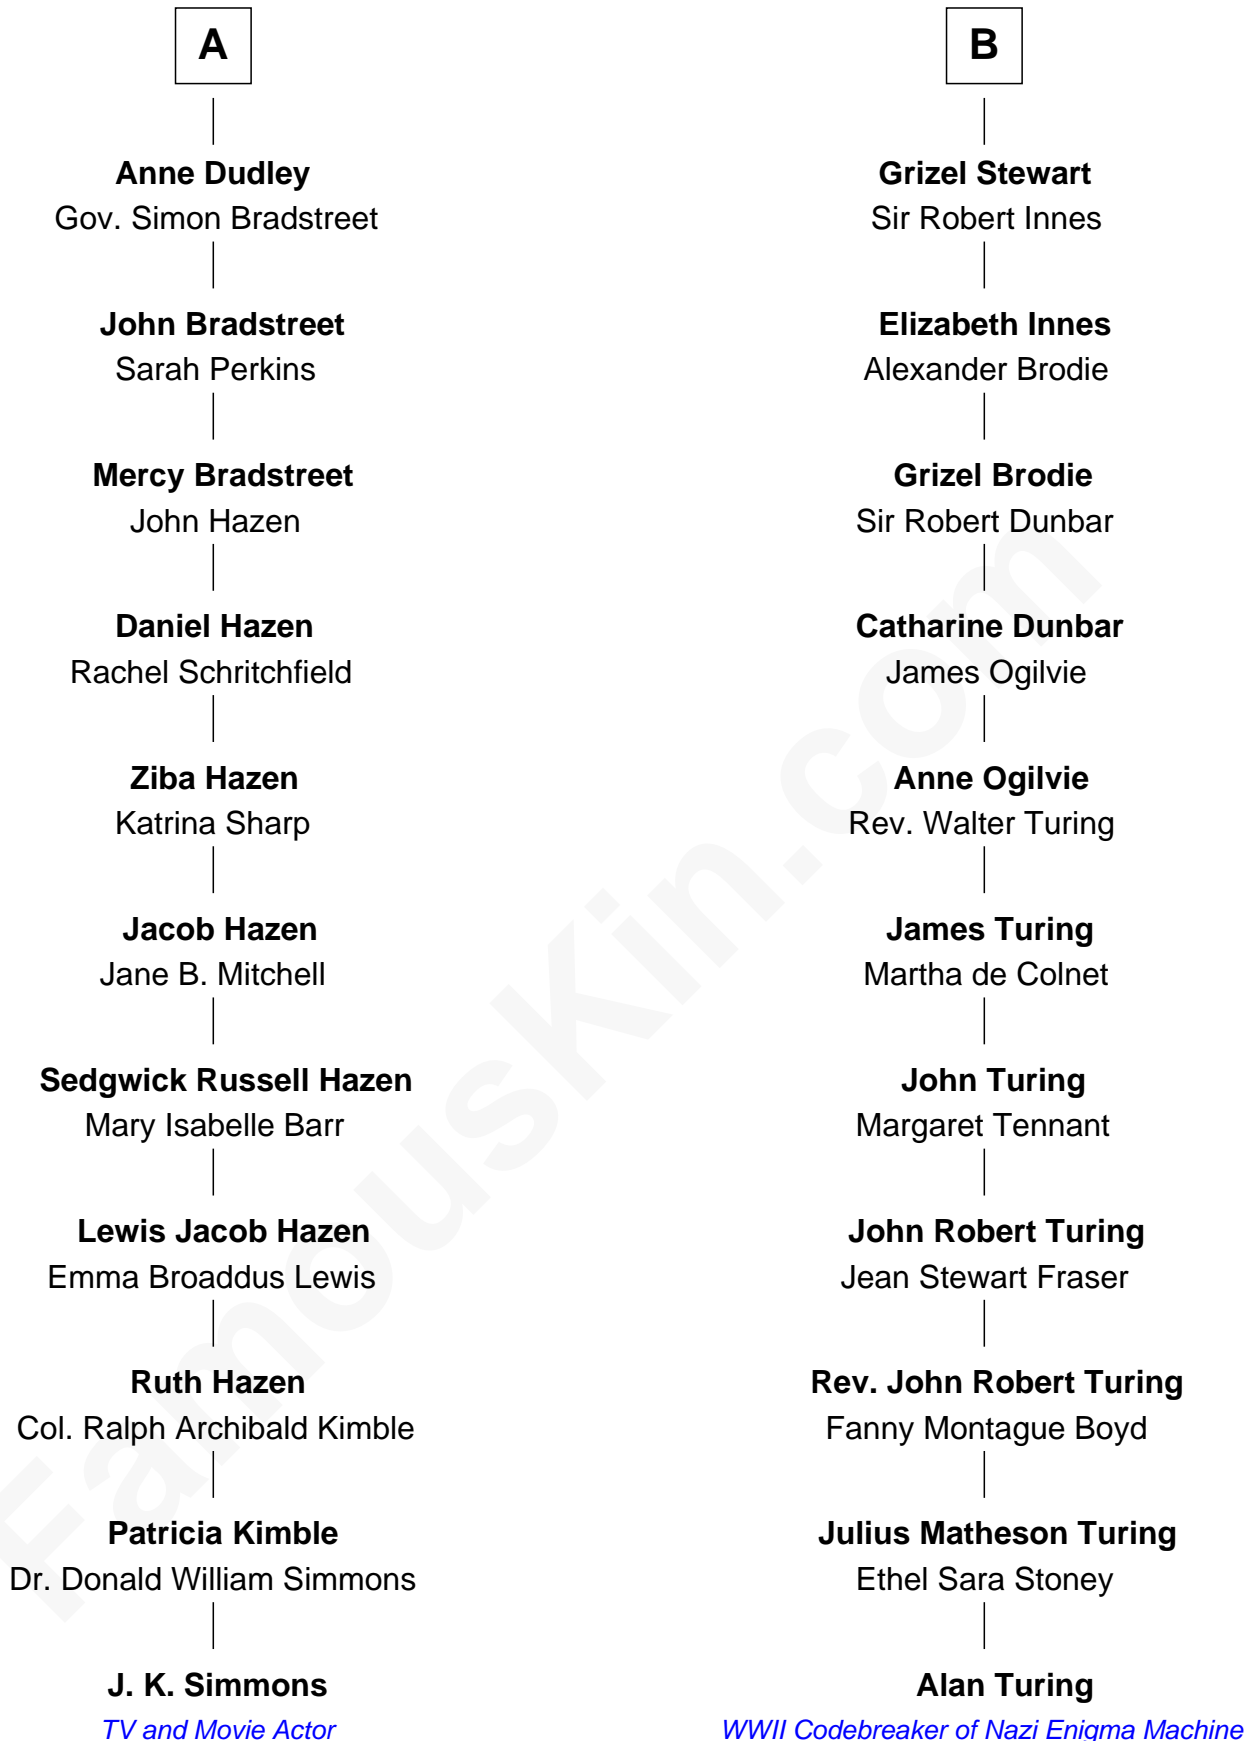 A
Anne Dudley
Gov. Simon Bradstreet
John Bradstreet
Sarah Perkins
Mercy Bradstreet
John Hazen
Daniel Hazen
Rachel Schritchfield
Ziba Hazen
Katrina Sharp
Jacob Hazen
Jane B. Mitchell
Sedgwick Russell Hazen
Mary Isabelle Barr
Lewis Jacob Hazen
Emma Broaddus Lewis
Ruth Hazen
Col. Ralph Archibald Kimble
Patricia Kimble
Dr. Donald William Simmons
J. K. Simmons
TV and Movie Actor
B
Grizel Stewart
Sir Robert Innes
Elizabeth Innes
Alexander Brodie
Grizel Brodie
Sir Robert Dunbar
Catharine Dunbar
James Ogilvie
Anne Ogilvie
Rev. Walter Turing
James Turing
Martha de Colnet
John Turing
Margaret Tennant
John Robert Turing
Jean Stewart Fraser
Rev. John Robert Turing
Fanny Montague Boyd
Julius Matheson Turing
Ethel Sara Stoney
Alan Turing
WWII Codebreaker of Nazi Enigma Machine
FamousKin.com